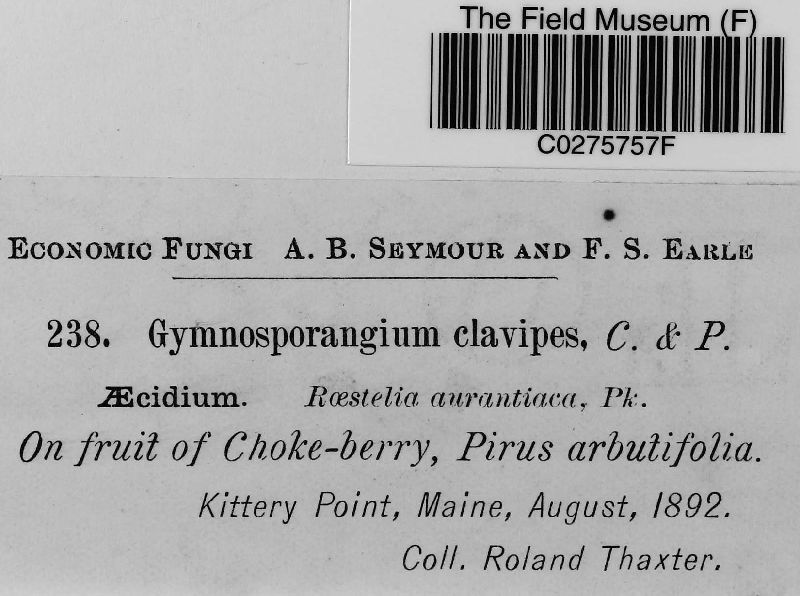 The Field Museum (F)
C0275757F
ECONOMIC FUNGI A. B. SEYMOUR AND F. S. EARLE
238. Gymnosporangium clavipes, C. & P.
Æcidium. Rœstelia aurantiaca, Pk.
On fruit of Choke-berry, Pirus arbutifolia.
Kittery Point, Maine, August, 1892.
Coll. Roland Thaxter.